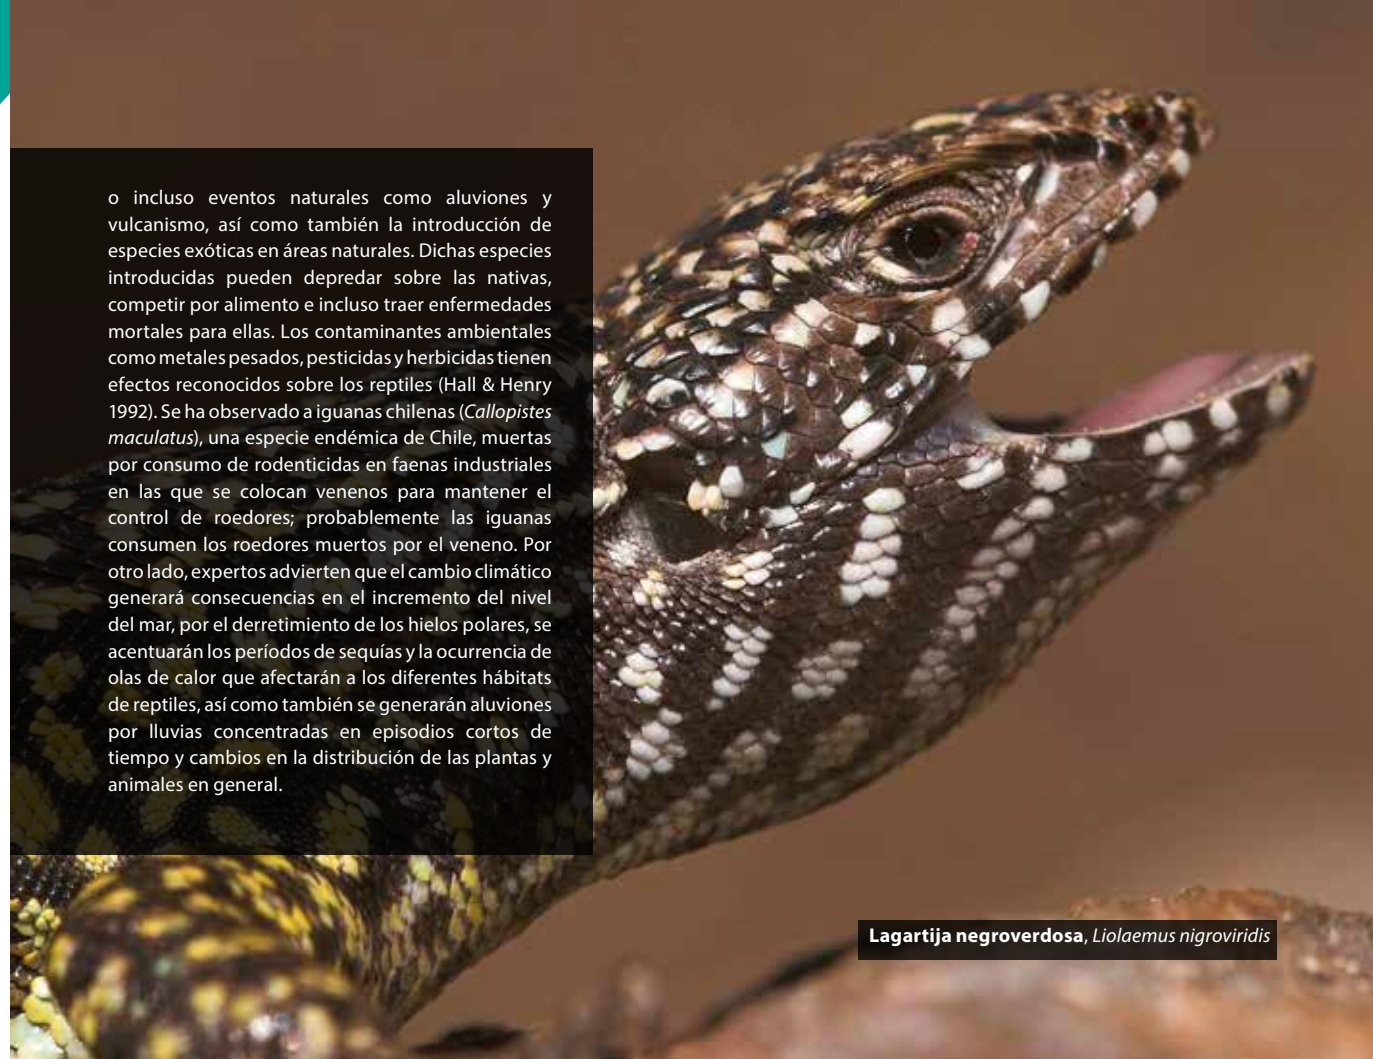 o incluso eventos naturales como aluviones y
vulcanismo, así como también la introducción de
especies exóticas en áreas naturales. Dichas especies
introducidas pueden depredar sobre las nativas,
competir por alimento e incluso traer enfermedades
mortales para ellas. Los contaminantes ambientales
como metales pesados, pesticidas y herbicidas tienen
efectos reconocidos sobre los reptiles (Hall & Henry
1992). Se ha observado a iguanas chilenas (Callopistes
maculatus), una especie endémica de Chile, muertas
por consumo de rodenticidas en faenas industriales
en las que se colocan venenos para mantener el
control de roedores; probablemente las iguanas
consumen los roedores muertos por el veneno. Por
otro lado, expertos advierten que el cambio climático
generará consecuencias en el incremento del nivel
del mar, por el derretimiento de los hielos polares, se
acentuarán los períodos de sequías y la ocurrencia de
olas de calor que afectarán a los diferentes hábitats
de reptiles, así como también se generarán aluviones
por lluvias concentradas en episodios cortos de
tiempo y cambios en la distribución de las plantas y
animales en general.
Lagartija negroverdosa, Liolaemus nigroviridis